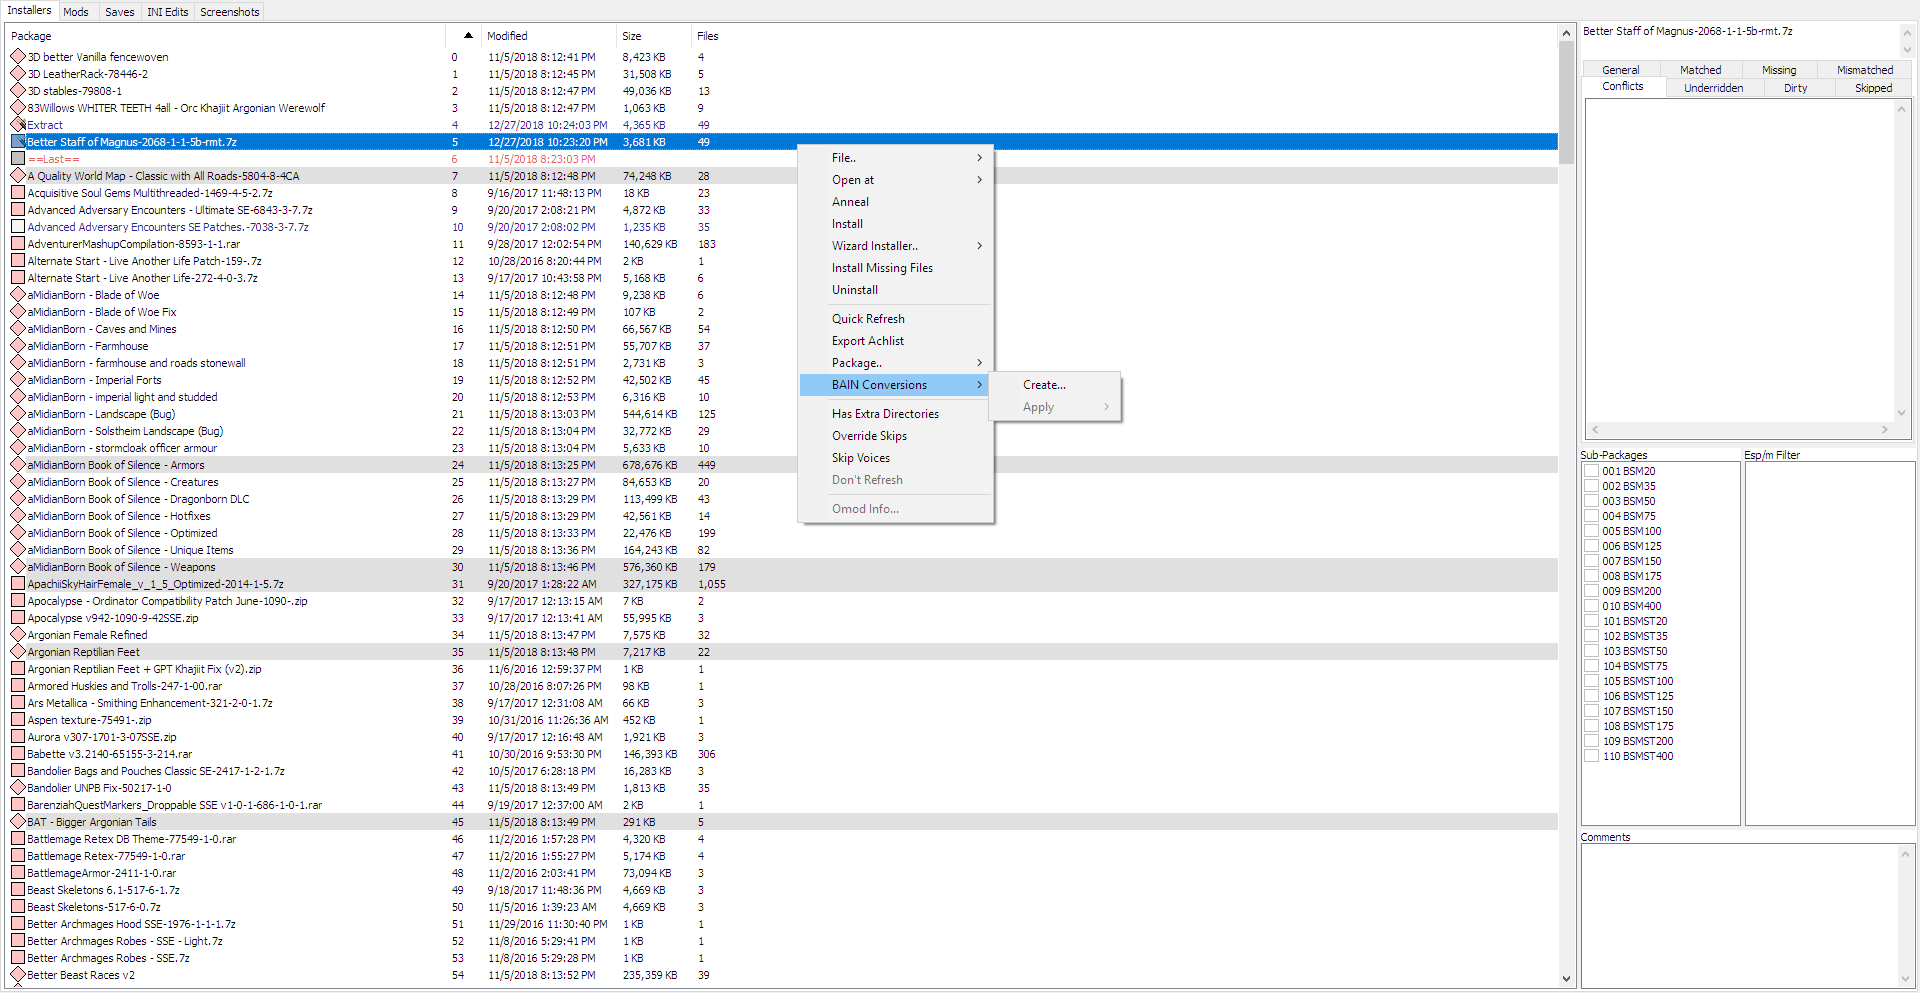 Installers Mods Saves INI Edits Screenshots
Package Modified Size Files
3D better Vanilla fencewoven 0 11/5/2018 8:12:41 PM 8,423 KB 4
3D LeatherRack-78446-2 1 11/5/2018 8:12:45 PM 31,508 KB 5
3D stables-79808-1 2 11/5/2018 8:12:47 PM 49,036 KB 13
83Willows WHITER TEETH 4all - Orc Khajiit Argonian Werewolf 3 11/5/2018 8:12:47 PM 1,063 KB 9
Extract 4 12/27/2018 10:24:03 PM 4,365 KB 49
Better Staff of Magnus-2068-1-1-5b-rmt.7z 5 12/27/2018 10:23:20 PM 3,681 KB 49
==Last== 6 11/5/2018 8:23:03 PM
A Quality World Map - Classic with All Roads-5804-8-4CA 7 11/5/2018 8:12:48 PM 74,248 KB 28
Acquisitive Soul Gems Multithreaded-1469-4-5-2.7z 8 9/16/2017 11:48:13 PM 18 KB 23
Advanced Adversary Encounters - Ultimate SE-6843-3-7.7z 9 9/20/2017 2:08:21 PM 4,872 KB 33
Advanced Adversary Encounters SE Patches.-7038-3-7.7z 10 9/20/2017 2:08:02 PM 1,235 KB 35
AdventurerMashupCompilation-8593-1-1.rar 11 9/28/2017 12:02:54 PM 140,629 KB 183
Alternate Start - Live Another Life Patch-159-.7z 12 10/28/2016 8:20:44 PM 2 KB 1
Alternate Start - Live Another Life-272-4-0-3.7z 13 9/17/2017 10:43:58 PM 5,168 KB 6
aMidianBorn - Blade of Woe 14 11/5/2018 8:12:48 PM 9,238 KB 6
aMidianBorn - Blade of Woe Fix 15 11/5/2018 8:12:49 PM 107 KB 2
aMidianBorn - Caves and Mines 16 11/5/2018 8:12:50 PM 66,567 KB 54
aMidianBorn - Farmhouse 17 11/5/2018 8:12:51 PM 55,707 KB 37
aMidianBorn - farmhouse and roads stonewall 18 11/5/2018 8:12:51 PM 2,731 KB 3
aMidianBorn - Imperial Forts 19 11/5/2018 8:12:52 PM 42,502 KB 45
aMidianBorn - imperial light and studded 20 11/5/2018 8:12:53 PM 6,316 KB 10
aMidianBorn - Landscape (Bug) 21 11/5/2018 8:13:03 PM 544,614 KB 125
aMidianBorn - Solstheim Landscape (Bug) 22 11/5/2018 8:13:04 PM 32,772 KB 29
aMidianBorn - stormcloak officer armour 23 11/5/2018 8:13:04 PM 5,633 KB 10
aMidianBorn Book of Silence - Armors 24 11/5/2018 8:13:25 PM 678,676 KB 449
aMidianBorn Book of Silence - Creatures 25 11/5/2018 8:13:27 PM 84,653 KB 20
aMidianBorn Book of Silence - Dragonborn DLC 26 11/5/2018 8:13:29 PM 113,499 KB 43
aMidianBorn Book of Silence - Hotfixes 27 11/5/2018 8:13:29 PM 42,561 KB 14
aMidianBorn Book of Silence - Optimized 28 11/5/2018 8:13:33 PM 22,476 KB 199
aMidianBorn Book of Silence - Unique Items 29 11/5/2018 8:13:36 PM 164,243 KB 82
aMidianBorn Book of Silence - Weapons 30 11/5/2018 8:13:46 PM 576,360 KB 179
ApachiiSkyHairFemale_v_1_5_Optimized-2014-1-5.7z 31 9/20/2017 1:28:22 AM 327,175 KB 1,055
Apocalypse - Ordinator Compatibility Patch June-1090-.zip 32 9/17/2017 12:13:15 AM 7 KB 2
Apocalypse v942-1090-9-42SSE.zip 33 9/17/2017 12:13:41 AM 55,995 KB 3
Argonian Female Refined 34 11/5/2018 8:13:47 PM 7,575 KB 32
Argonian Reptilian Feet 35 11/5/2018 8:13:48 PM 7,217 KB 22
Argonian Reptilian Feet + GPT Khajiit Fix (v2).zip 36 11/6/2016 12:59:37 PM 1 KB 1
Armored Huskies and Trolls-247-1-00.rar 37 10/28/2016 8:07:26 PM 98 KB 1
Ars Metallica - Smithing Enhancement-321-2-0-1.7z 38 9/17/2017 12:31:08 AM 66 KB 3
Aspen texture-75491-.zip 39 10/31/2016 11:26:36 AM 452 KB 1
Aurora v307-1701-3-07SSE.zip 40 9/17/2017 12:16:48 AM 1,921 KB 3
Babette v3.2140-65155-3-214.rar 41 10/30/2016 9:53:30 PM 146,393 KB 306
Bandolier Bags and Pouches Classic SE-2417-1-2-1.7z 42 10/5/2017 6:28:18 PM 16,283 KB 3
Bandolier UNPB Fix-50217-1-0 43 11/5/2018 8:13:49 PM 1,813 KB 35
BarenziahQuestMarkers_Droppable SSE v1-0-1-686-1-0-1.rar 44 9/19/2017 12:37:00 AM 2 KB 1
BAT - Bigger Argonian Tails 45 11/5/2018 8:13:49 PM 291 KB 5
Battlemage Retex DB Theme-77549-1-0.rar 46 11/2/2016 1:57:28 PM 4,320 KB 4
Battlemage Retex-77549-1-0.rar 47 11/2/2016 1:55:27 PM 5,174 KB 4
BattlemageArmor-2411-1-0.rar 48 11/2/2016 2:03:41 PM 73,094 KB 3
Beast Skeletons 6.1-517-6-1.7z 49 9/18/2017 11:48:36 PM 4,669 KB 3
Beast Skeletons-517-6-0.7z 50 11/5/2016 1:39:23 AM 4,669 KB 3
Better Archmages Hood SSE-1976-1-1-1.7z 51 11/29/2016 11:30:40 PM 1 KB 1
Better Archmages Robes - SSE - Light.7z 52 11/8/2016 5:29:41 PM 1 KB 1
Better Archmages Robes - SSE.7z 53 11/8/2016 5:29:28 PM 1 KB 1
Better Beast Races v2 54 11/5/2018 8:13:52 PM 235,359 KB 39
File..
Open at
Anneal
Install
Wizard Installer..
Install Missing Files
Uninstall
Quick Refresh
Export Achlist
Package..
BAIN Conversions
Has Extra Directories
Override Skips
Skip Voices
Don't Refresh
Omod Info...
Create...
Apply
Better Staff of Magnus-2068-1-1-5b-rmt.7z
General Matched Missing Mismatched
Conflicts Underridden Dirty Skipped
Sub-Packages Esp/m Filter
001 BSM20
002 BSM35
003 BSM50
004 BSM75
005 BSM100
006 BSM125
007 BSM150
008 BSM175
009 BSM200
010 BSM400
101 BSMST20
102 BSMST35
103 BSMST50
104 BSMST75
105 BSMST100
106 BSMST125
107 BSMST150
108 BSMST175
109 BSMST200
110 BSMST400
Comments